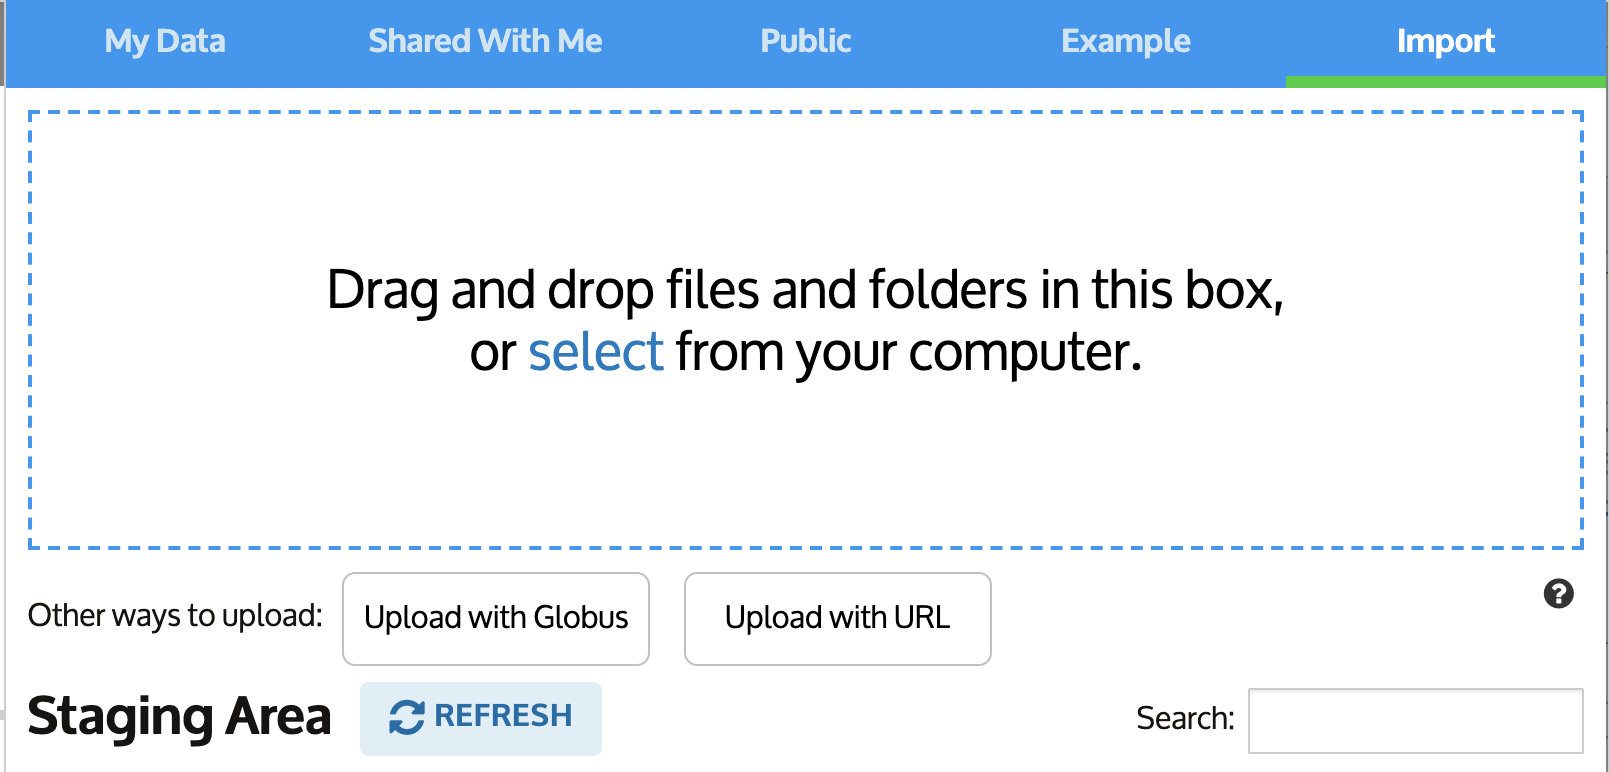 My Data Shared With Me Public Example Import
Drag and drop files and folders in this box,
or select from your computer.
Other ways to upload: Upload with Globus Upload with URL ?
Staging Area REFRESH Search: